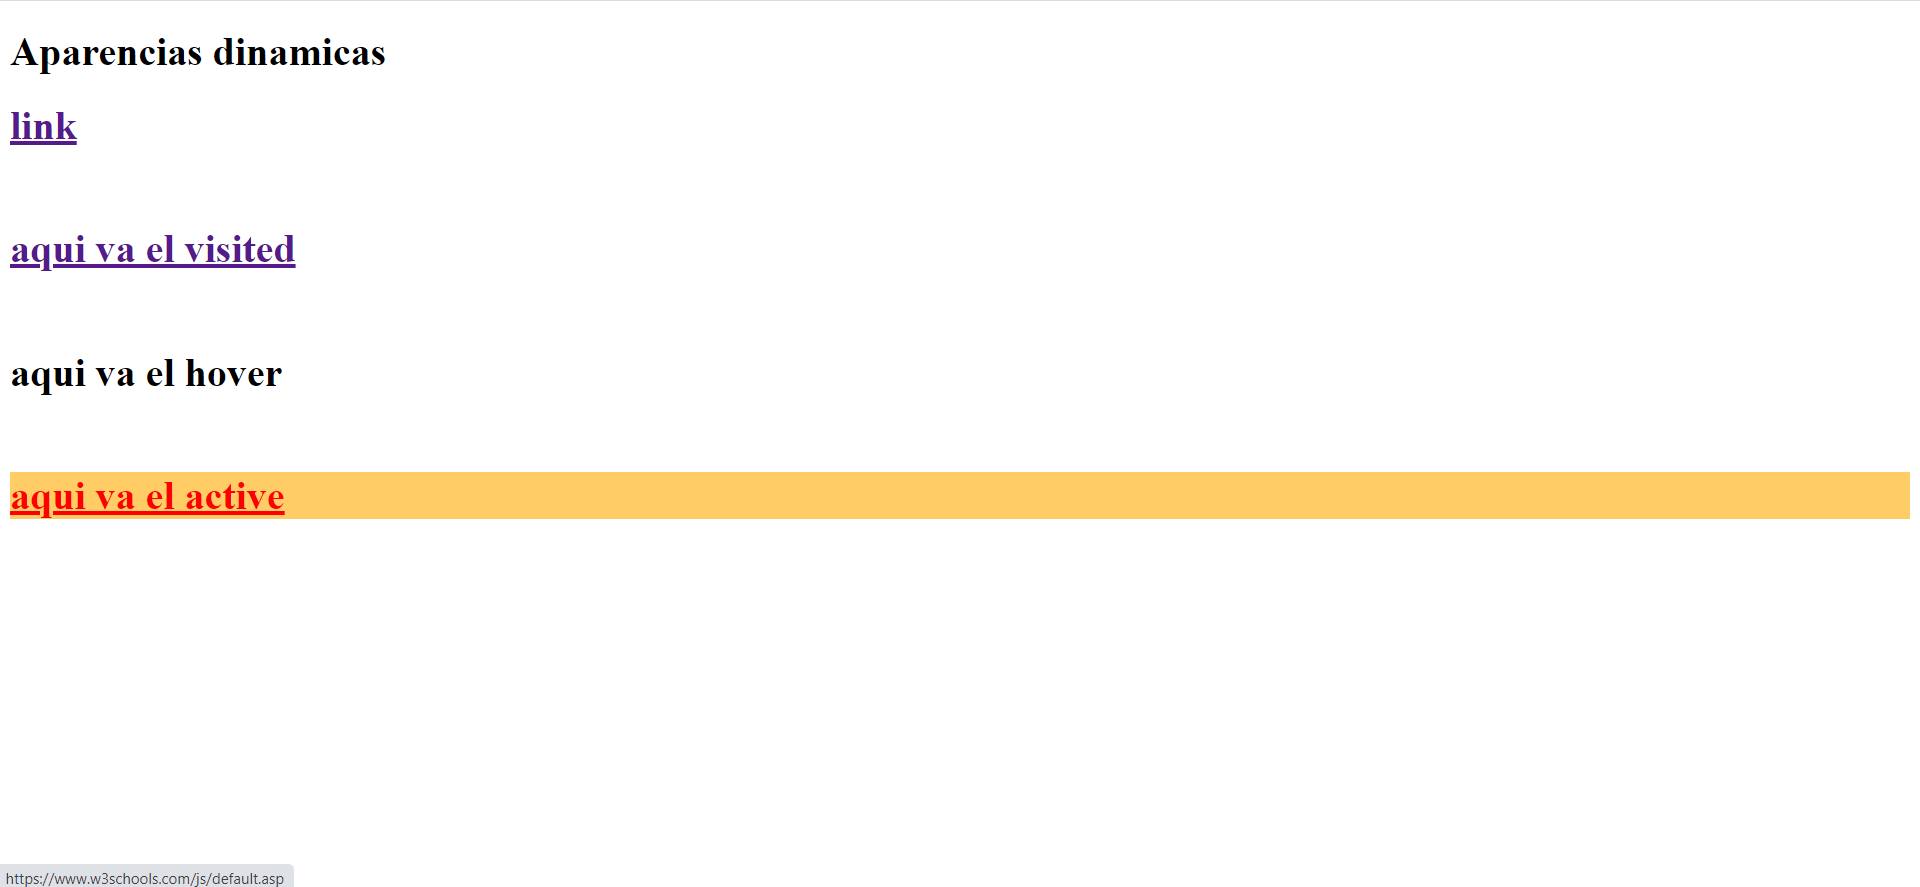 Aparencias dinamicas
link
aqui va el visited
aqui va el hover
aqui va el active
https://www.w3schools.com/js/default.asp